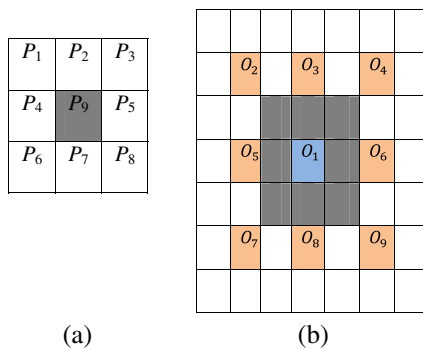 P₁ P₂ P₃
P₄ P₉ P₅
P₆ P₇ P₈
(a)
O₂ O₃ O₄
O₅ O₁ O₆
O₇ O₈ O₉
(b)